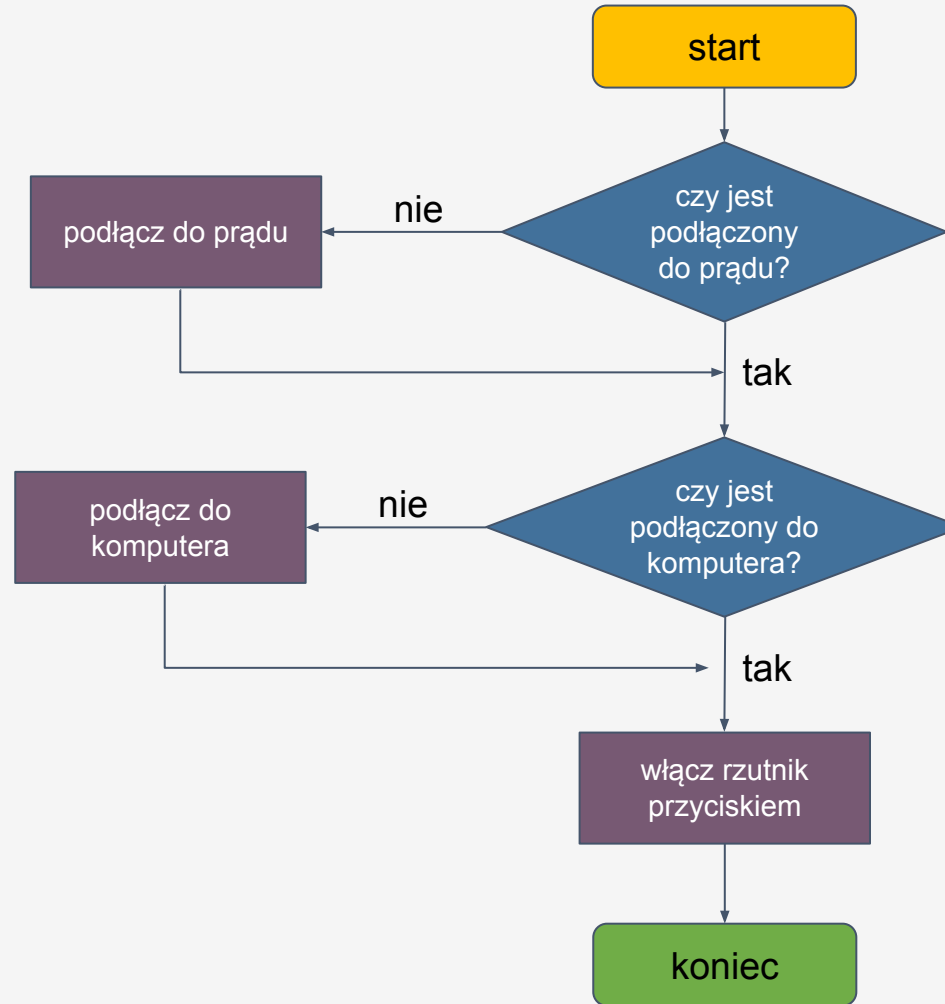 start
czy jest
podłączony
do prądu?
nie
podłącz do prądu
tak
czy jest
podłączony do
komputera?
nie
podłącz do
komputera
tak
włącz rzutnik
przyciskiem
koniec